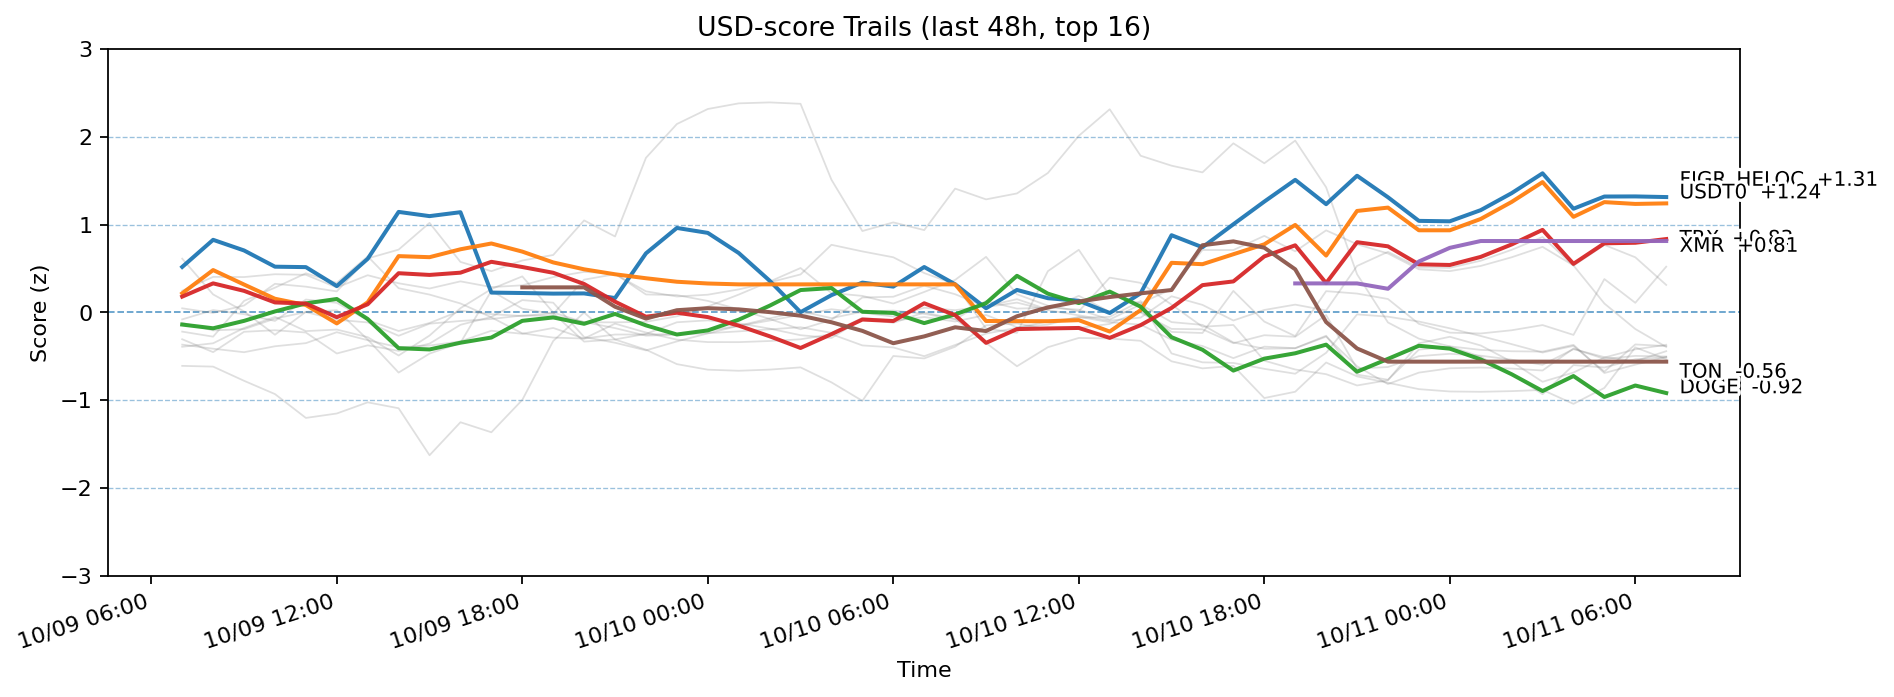 USD-score Trails (last 48h, top 16)
3
2
1
0
−1
−2
−3
Score (z)
FIGR_HELOC +1.31
USDT0 +1.24
XMR +0.81
TON -0.56
DOGE -0.92
10/09 06:00
10/09 12:00
10/09 18:00
10/10 00:00
10/10 06:00
10/10 12:00
10/10 18:00
10/11 00:00
10/11 06:00
Time